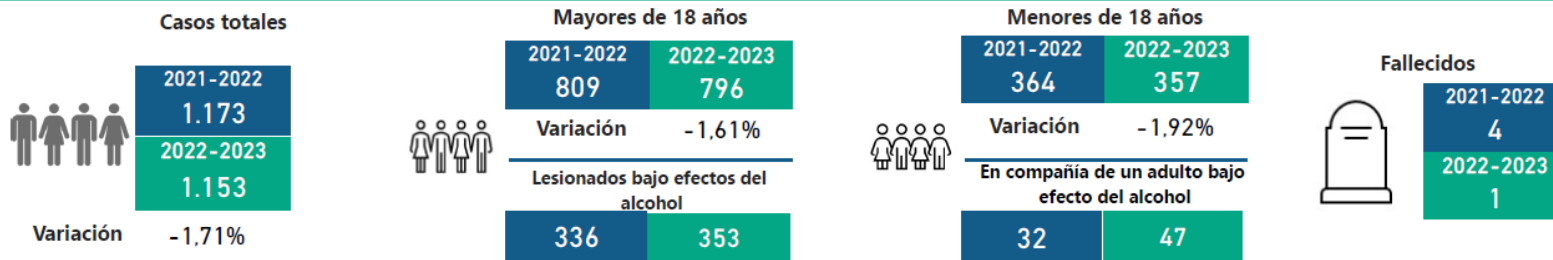 Casos totales
2021-2022
1.173
2022-2023
1.153
Variación -1,71%
Mayores de 18 años
2021-2022 2022-2023
809 796
Variación -1,61%
Lesionados bajo efectos del
alcohol
336 353
Menores de 18 años
2021-2022 2022-2023
364 357
Variación -1,92%
En compañía de un adulto bajo
efecto del alcohol
32 47
Fallecidos
2021-2022
4
2022-2023
1